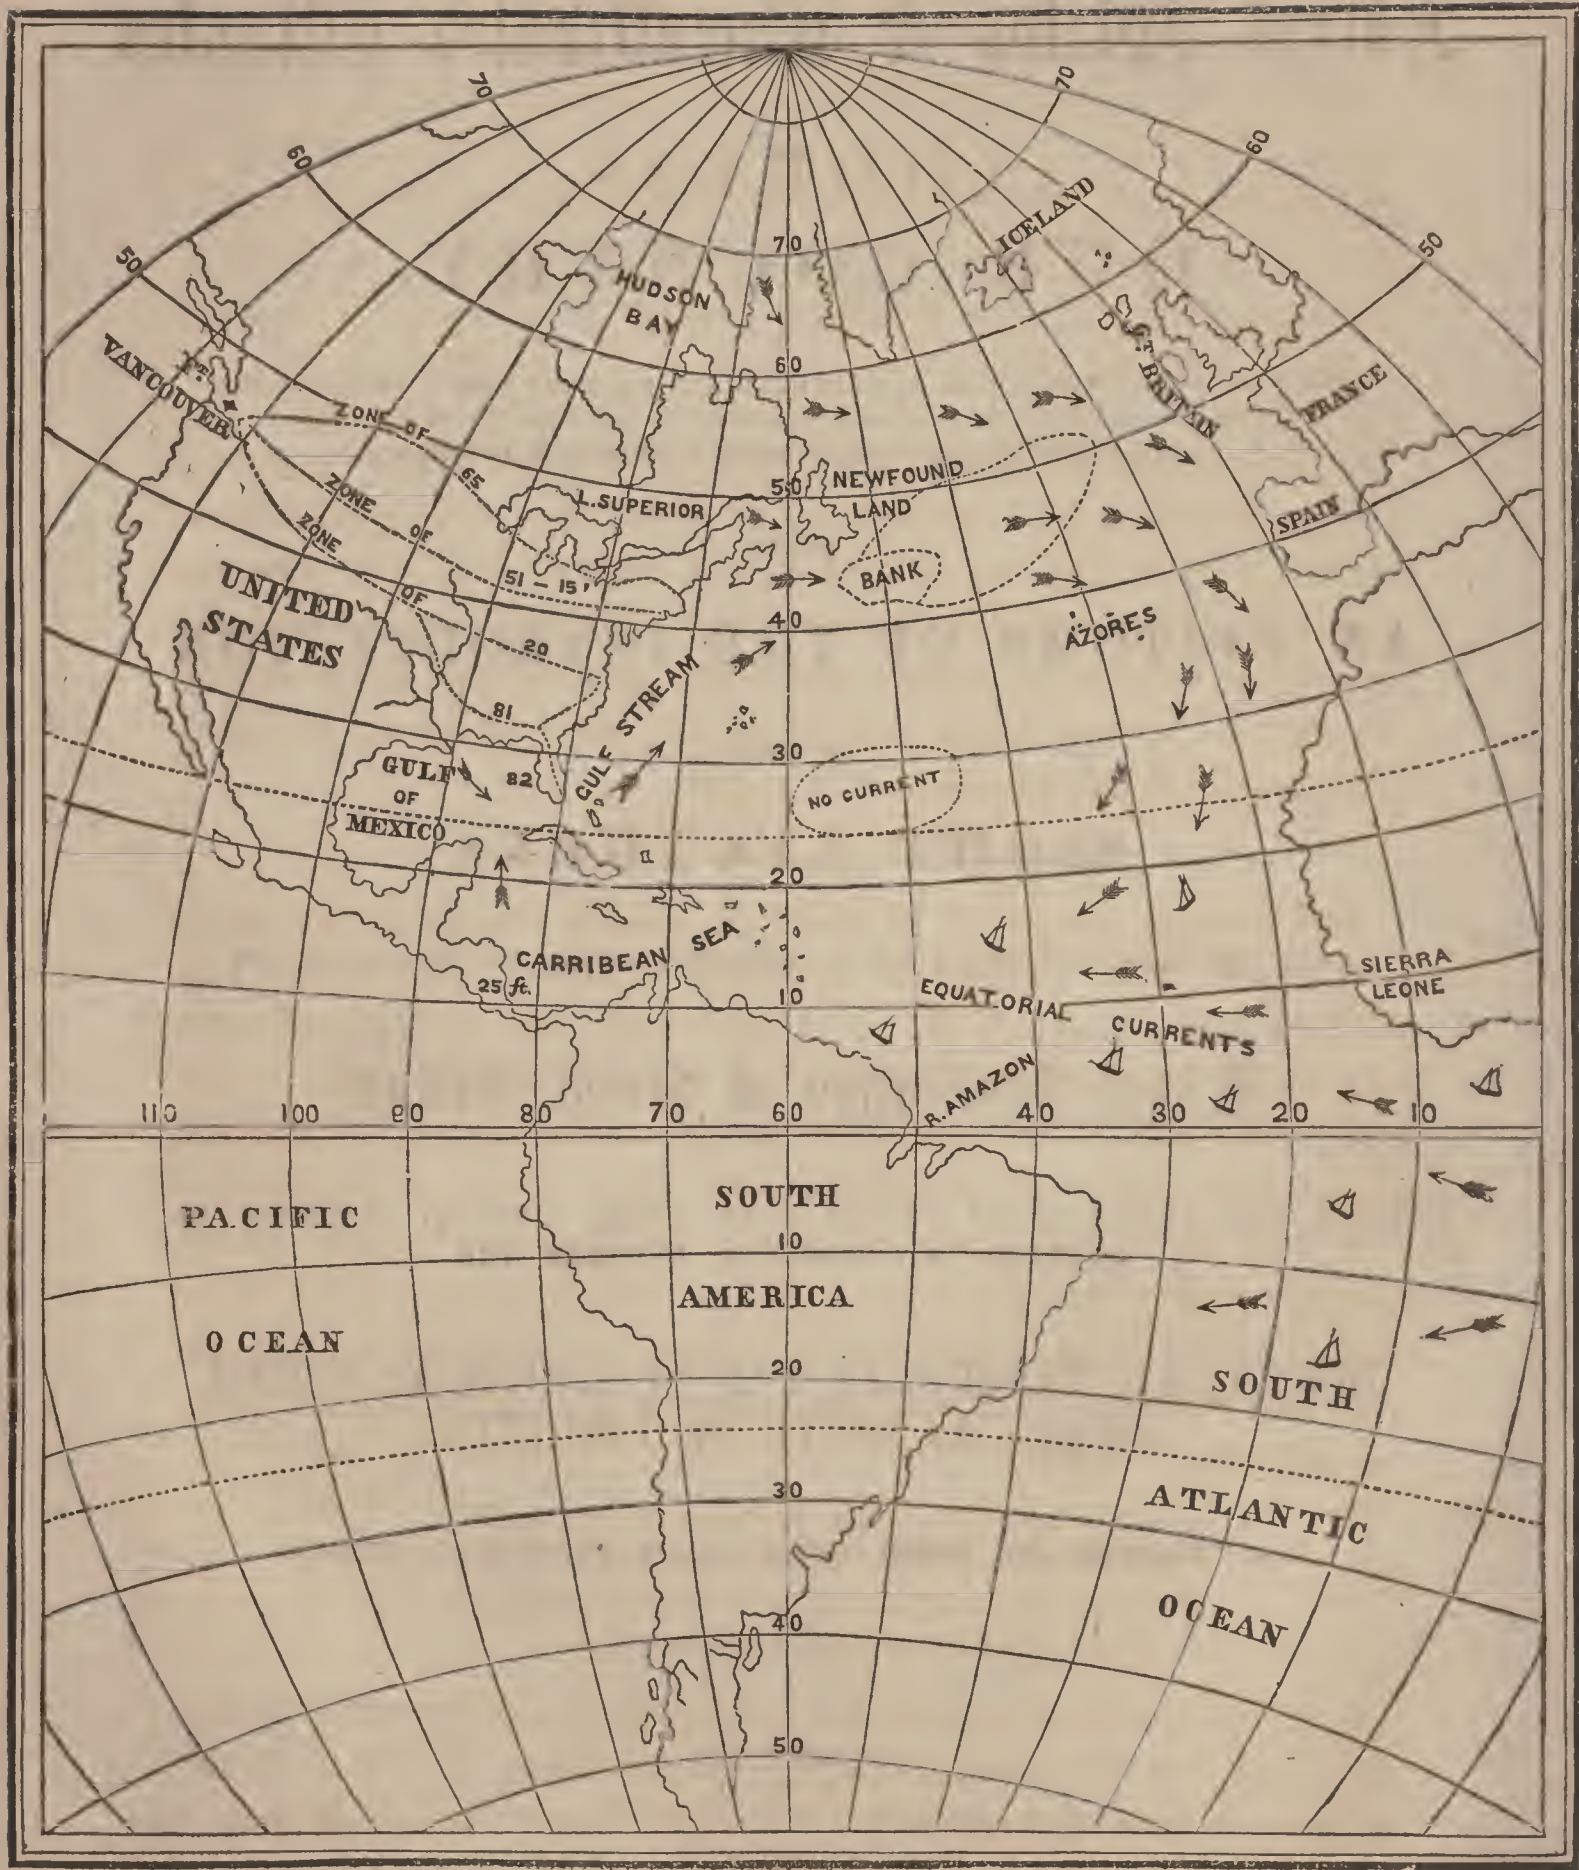 70
70
60
60
50
50
ICELAND
70
HUDSON
BAY
60
GT. BRITAIN
FRANCE
FT.
VANCOUVER
ZONE OF
65
ZONE OF
51 - 15'
ZONE OF
20
81
L. SUPERIOR
50
NEWFOUND
LAND
BANK
SPAIN
UNITED
STATES
40
AZORES
GULF STREAM
30
GULF
OF
MEXICO
82
NO CURRENT
20
CARRIBEAN SEA
25 ft.
10
EQUATORIAL
CURRENTS
SIERRA
LEONE
R. AMAZON
110 100 90 80 70 60 40 30 20 10
PACIFIC
OCEAN
SOUTH
10
AMERICA
20
SOUTH
30
ATLANTIC
40
OCEAN
50